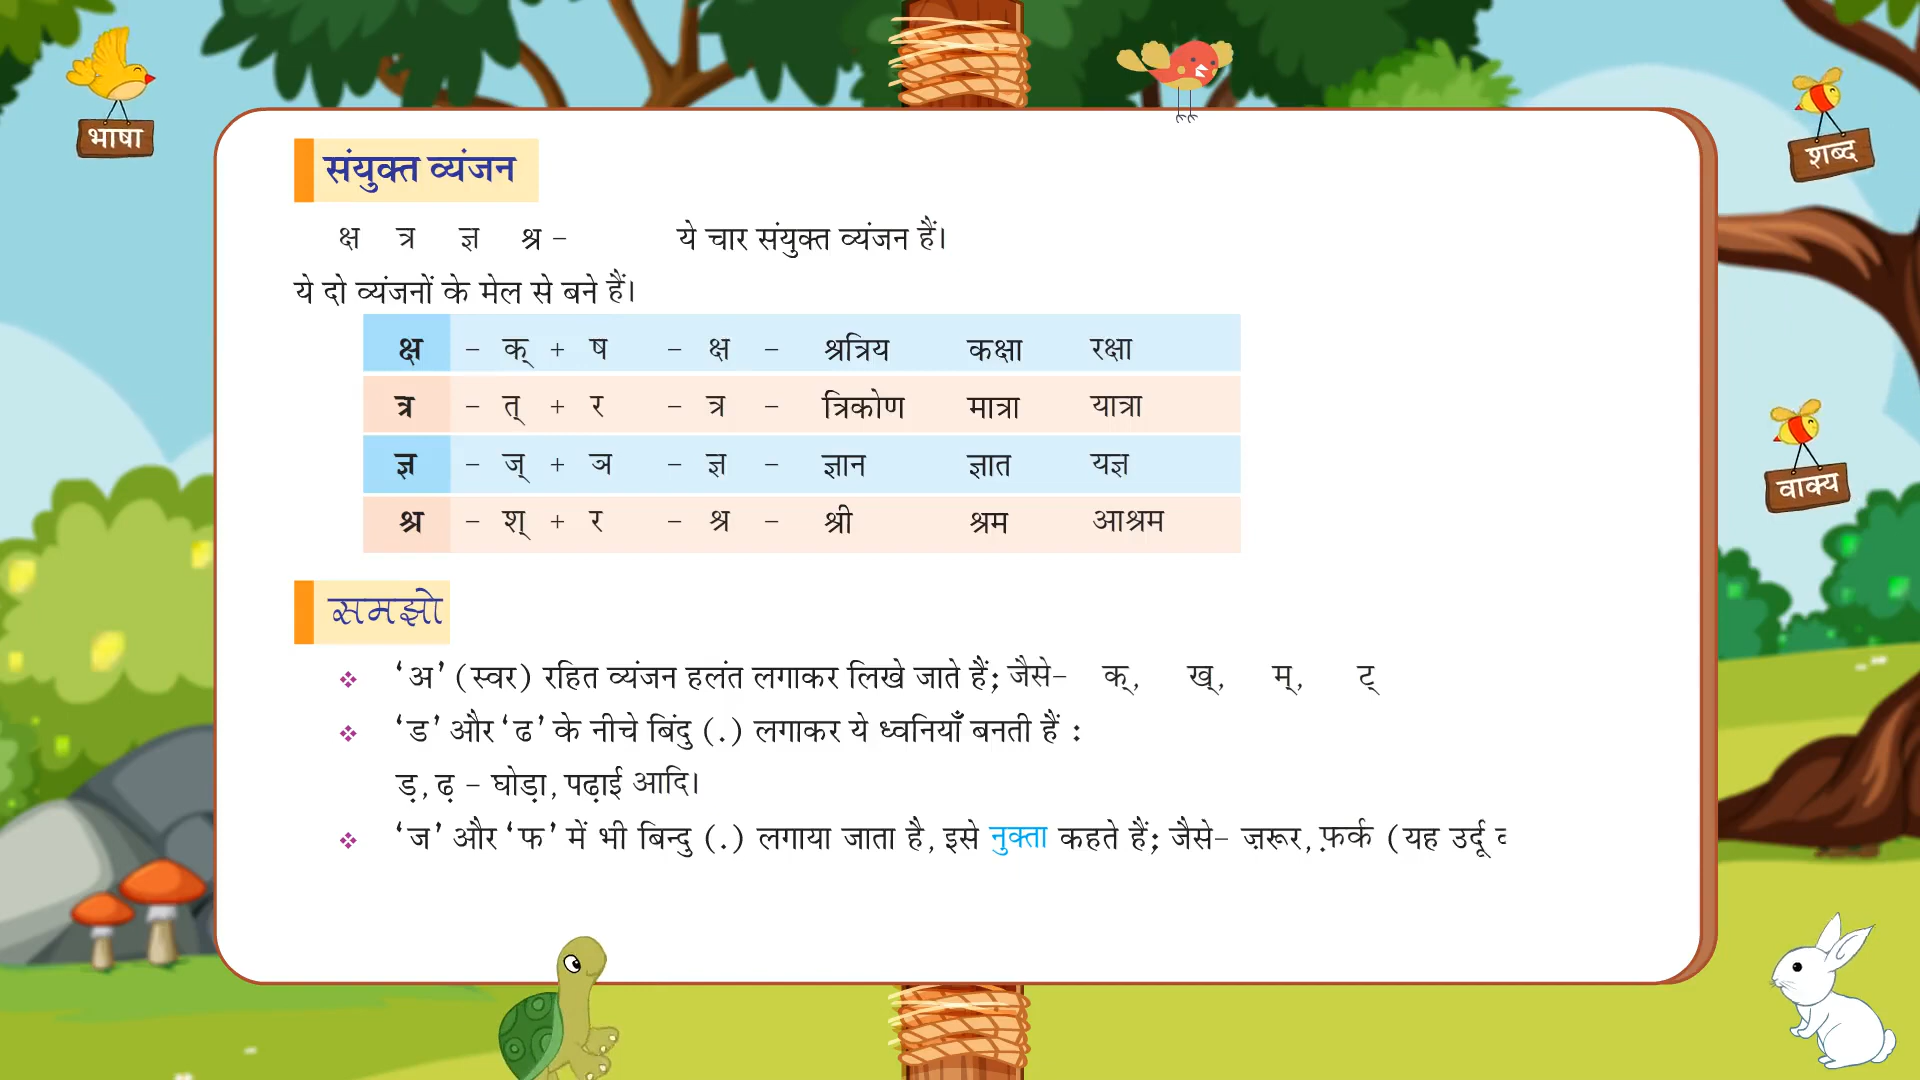 भाषा
शब्द
वाक्य
संयुक्त व्यंजन
क्ष त्र ज्ञ श्र – ये चार संयुक्त व्यंजन हैं।
ये दो व्यंजनों के मेल से बने हैं।
क्ष – क् + ष – क्ष – श्रत्रिय कक्षा रक्षा
त्र – त् + र – त्र – त्रिकोण मात्रा यात्रा
ज्ञ – ज् + ञ – ज्ञ – ज्ञान ज्ञात यज्ञ
श्र – श् + र – श्र – श्री श्रम आश्रम
समझो
❖ ‘अ’ (स्वर) रहित व्यंजन हलंत लगाकर लिखे जाते हैं; जैसे– क्, ख्, म्, ट्
❖ ‘ड’ और ‘ढ’ के नीचे बिंदु (.) लगाकर ये ध्वनियाँ बनती हैं :
ड़, ढ़ – घोड़ा, पढ़ाई आदि।
❖ ‘ज’ और ‘फ’ में भी बिन्दु (.) लगाया जाता है, इसे नुक्ता कहते हैं; जैसे– ज़रूर, फ़र्क (यह उर्दू